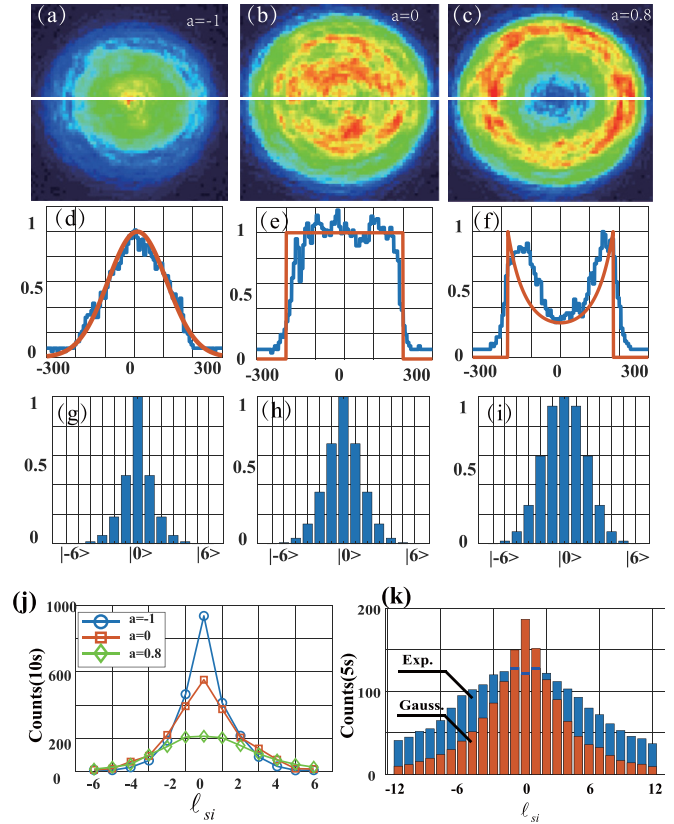 (a) a=-1 (b) a=0 (c) a=0.8
(d) (e) (f)
1 1 1
0.5 0.5 0.5
0 0 0
-300 0 300 -300 0 300 -300 0 300
(g) (h) (i)
1 1 1
0.5 0.5 0.5
0 0 0
|-6> |0> |6> |-6> |0> |6> |-6> |0> |6>
(j)
Counts(10s)
1000
600
400
200
0
a=-1
a=0
a=0.8
-6 -4 -2 0 2 4 6
ℓsi
(k)
Counts(5s)
200
100
0
Exp.
Gauss.
-12 -6 0 6 12
ℓsi